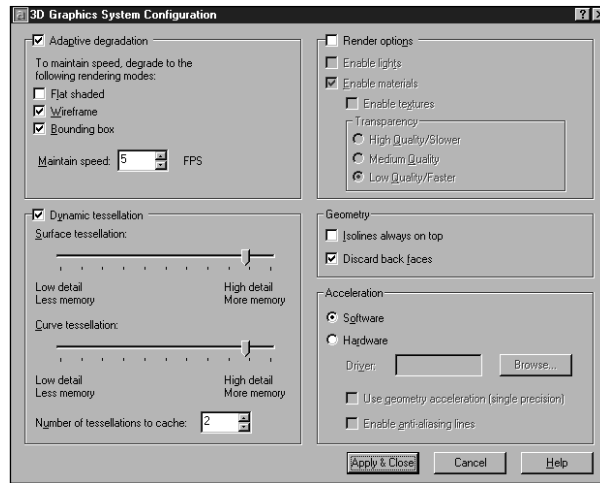 3D Graphics System Configuration
Adaptive degradation
To maintain speed, degrade to the
following rendering modes:
Flat shaded
Wireframe
Bounding box
Maintain speed: 5 FPS
Dynamic tessellation
Surface tessellation:
Low detail High detail
Less memory More memory
Curve tessellation:
Low detail High detail
Less memory More memory
Number of tessellations to cache: 2
Render options
Enable lights
Enable materials
Enable textures
Transparency
High Quality/Slower
Medium Quality
Low Quality/Faster
Geometry
Isolines always on top
Discard back faces
Acceleration
Software
Hardware
Driver: Browse...
Use geometry acceleration (single precision)
Enable anti-aliasing lines
Apply & Close Cancel Help